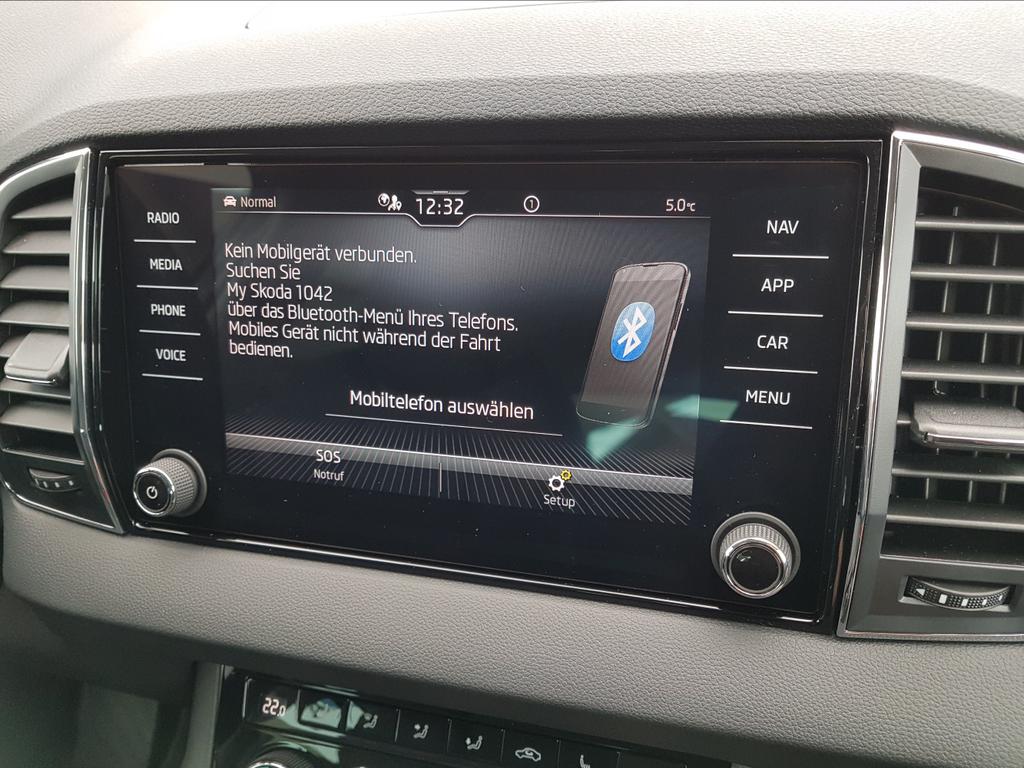 Normal
12:32
1
5.0°C
RADIO
MEDIA
PHONE
VOICE
Kein Mobilgerät verbunden.
Suchen Sie
My Skoda 1042
über das Bluetooth-Menü Ihres Telefons.
Mobiles Gerät nicht während der Fahrt
bedienen.
Mobiltelefon auswählen
SOS
Notruf
Setup
NAV
APP
CAR
MENU
22.0